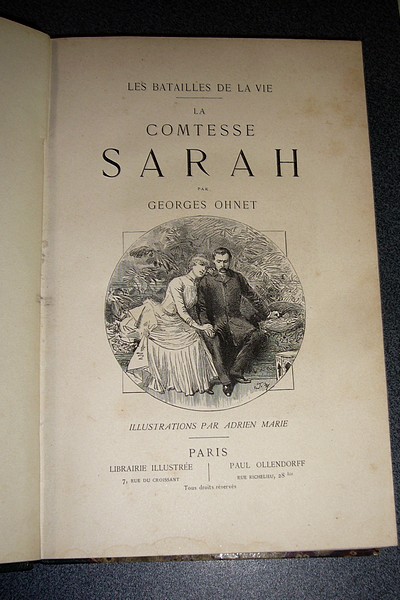 LES BATAILLES DE LA VIE
LA
COMTESSE
SARAH
PAR
GEORGES OHNET
ILLUSTRATIONS PAR ADRIEN MARIE
PARIS
LIBRAIRIE ILLUSTRÉE
7, RUE DU CROISSANT
PAUL OLLENDORFF
RUE RICHELIEU, 28 bis
Tous droits réservés